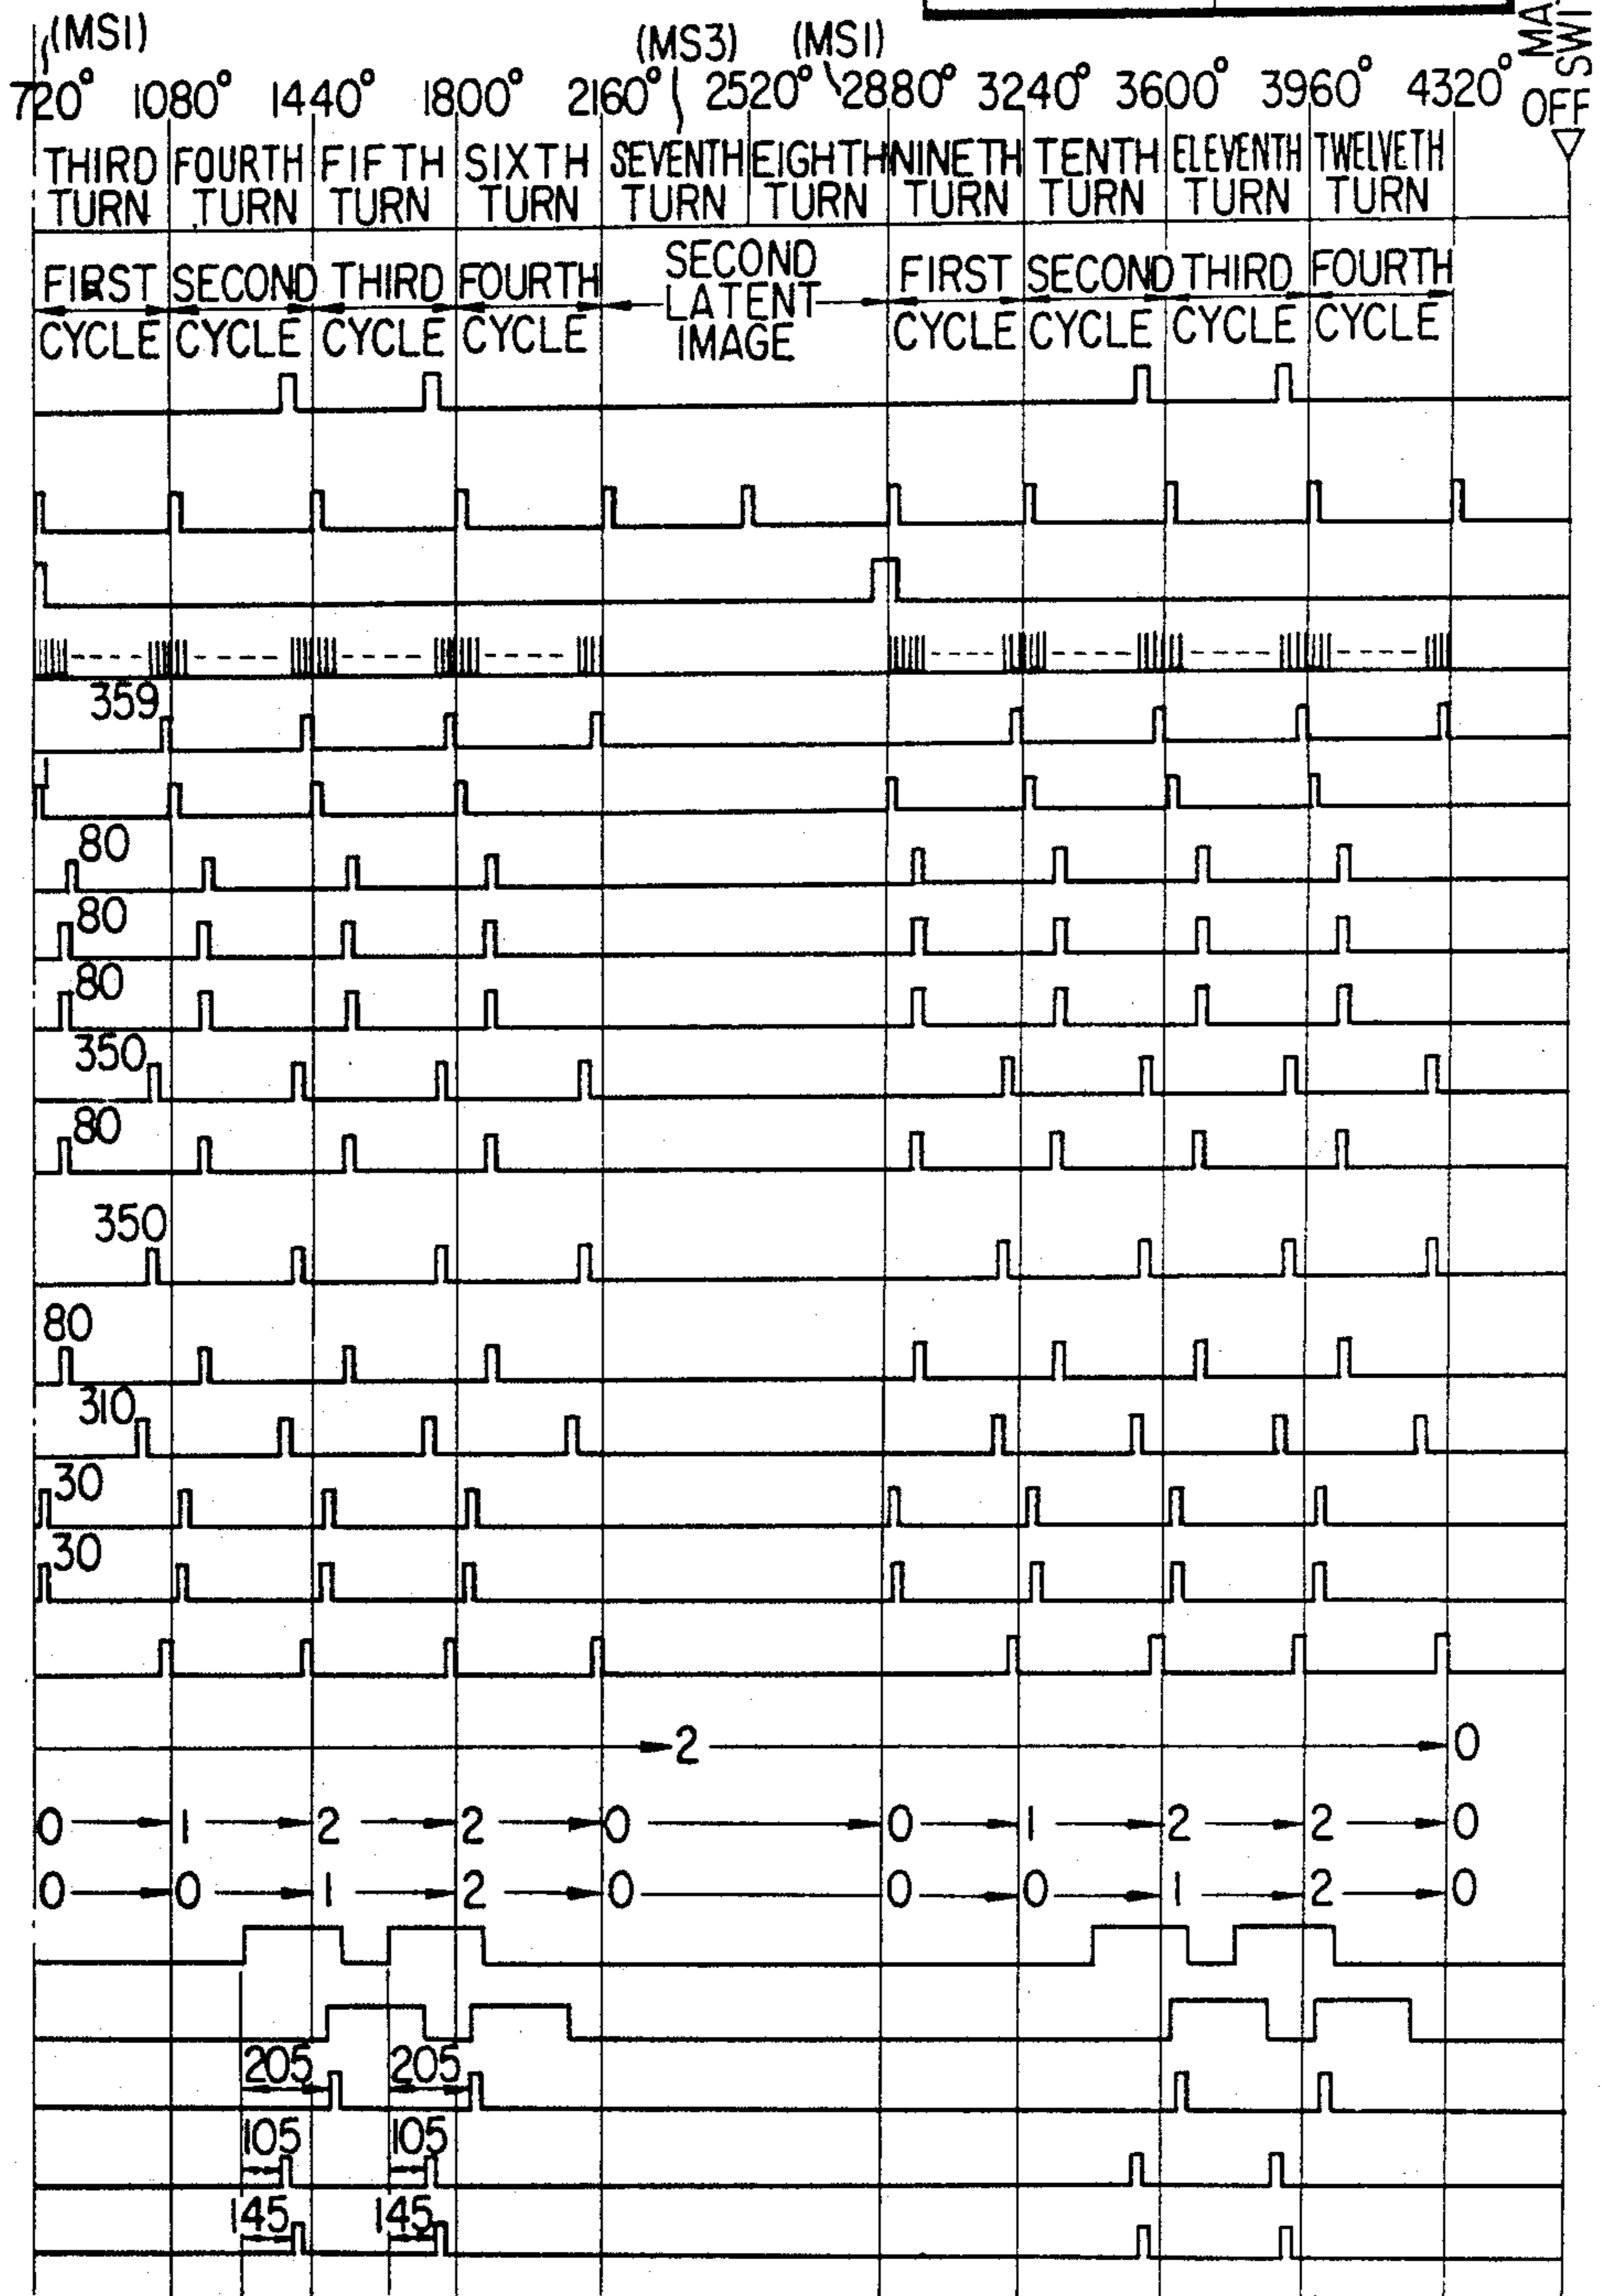 (MS1) (MS3) (MS1)
720° 1080° 1440° 1800° 2160° 2520° 2880° 3240° 3600° 3960° 4320°
MA
SWI
OFF
THIRD TURN FOURTH TURN FIFTH TURN SIXTH TURN SEVENTH TURN EIGHTH TURN NINETH TURN TENTH TURN ELEVENTH TURN TWELVETH TURN
FIRST CYCLE SECOND CYCLE THIRD CYCLE FOURTH CYCLE SECOND LATENT IMAGE FIRST CYCLE SECOND CYCLE THIRD CYCLE FOURTH CYCLE
359
80
80
80
350
80
350
80
310
30
30
2 0
0 1 2 2 0 0 1 2 2 0
0 0 1 2 0 0 0 1 2 0
205 205
105 105
145 145